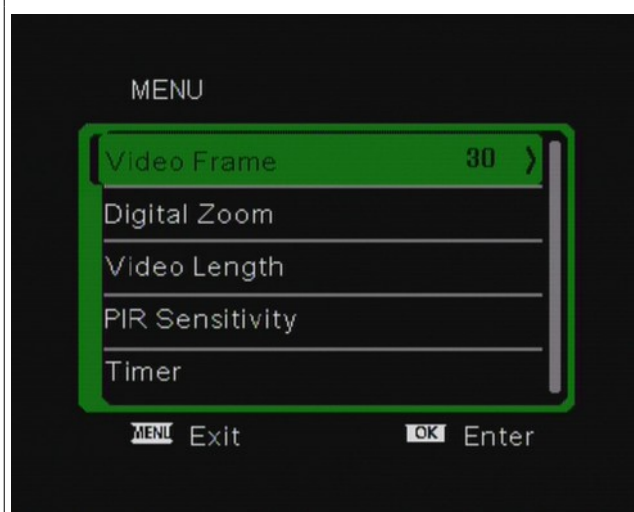 MENU
Video Frame 30 >
Digital Zoom
Video Length
PIR Sensitivity
Timer
MENU Exit OK Enter